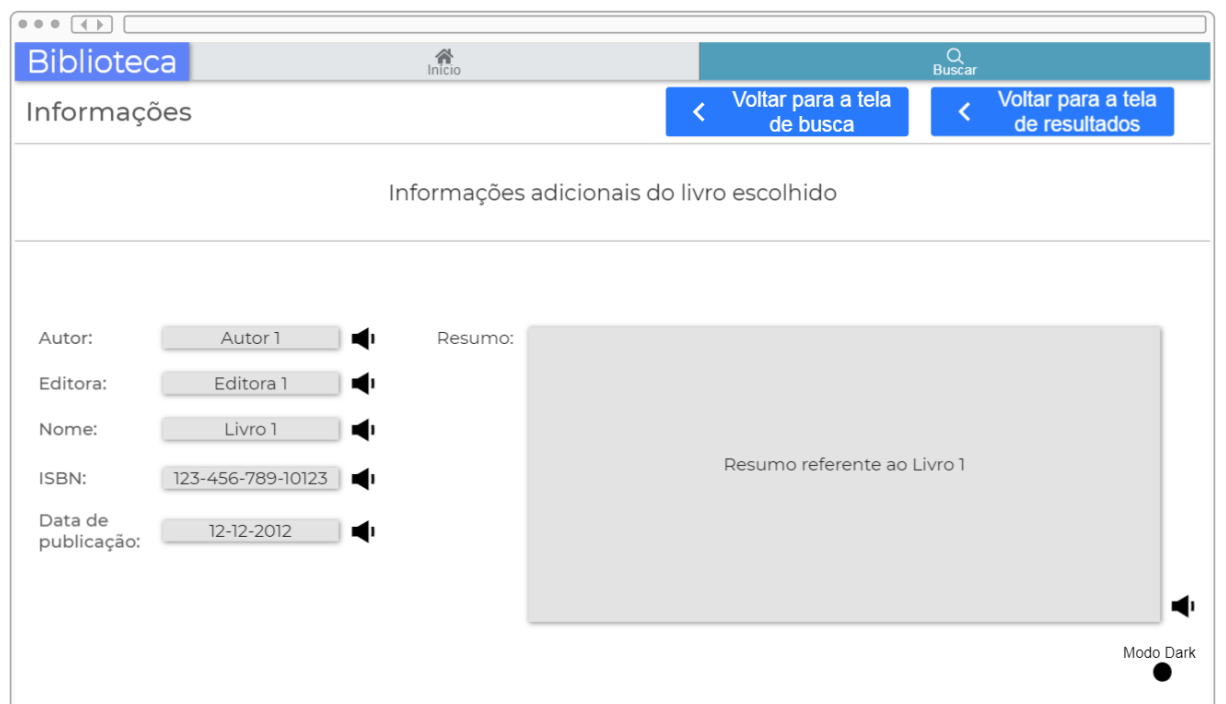 Biblioteca
Início
Buscar
Informações
Voltar para a tela
de busca
Voltar para a tela
de resultados
Informações adicionais do livro escolhido
Autor:
Autor 1
Editora:
Editora 1
Nome:
Livro 1
ISBN:
123-456-789-10123
Data de
publicação:
12-12-2012
Resumo:
Resumo referente ao Livro 1
Modo Dark